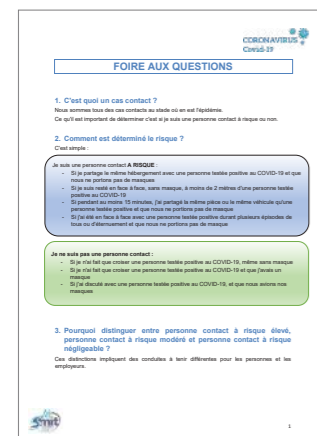 CORONAVIRUS
Covid-19
FOIRE AUX QUESTIONS
1. C'est quoi un cas contact ?
Nous sommes tous des cas contacts au stade où en est l'épidémie.
Ce qu'il est important de déterminer c'est si je suis une personne contact à risque ou non.
2. Comment est déterminé le risque ?
C'est simple :
Je suis une personne contact A RISQUE :
- Si je partage le même hébergement avec une personne testée positive au COVID-19 et que
nous ne portons pas de masques
- Si je suis resté en face à face, sans masque, à moins de 2 mètres d'une personne testée
positive au COVID-19
- Si pendant au moins 15 minutes, j'ai partagé la même pièce ou le même véhicule qu'une
personne testée positive et que nous ne portions pas de masque
- Si j'ai été en face à face avec une personne testée positive durant plusieurs épisodes de
toux ou d'éternuement et que nous ne portions pas de masque
Je ne suis pas une personne contact :
- Si je n'ai fait que croiser une personne testée positive au COVID-19, même sans masque
- Si je n'ai fait que croiser une personne testée positive au COVID-19 et que j'avais un
masque
- Si j'ai discuté avec une personne testée positive au COVID-19, et que nous avions nos
masques
3. Pourquoi distinguer entre personne contact à risque élevé,
personne contact à risque modéré et personne contact à risque
négligeable ?
Ces distinctions impliquent des conduites à tenir différentes pour les personnes et les
employeurs.
smit
1